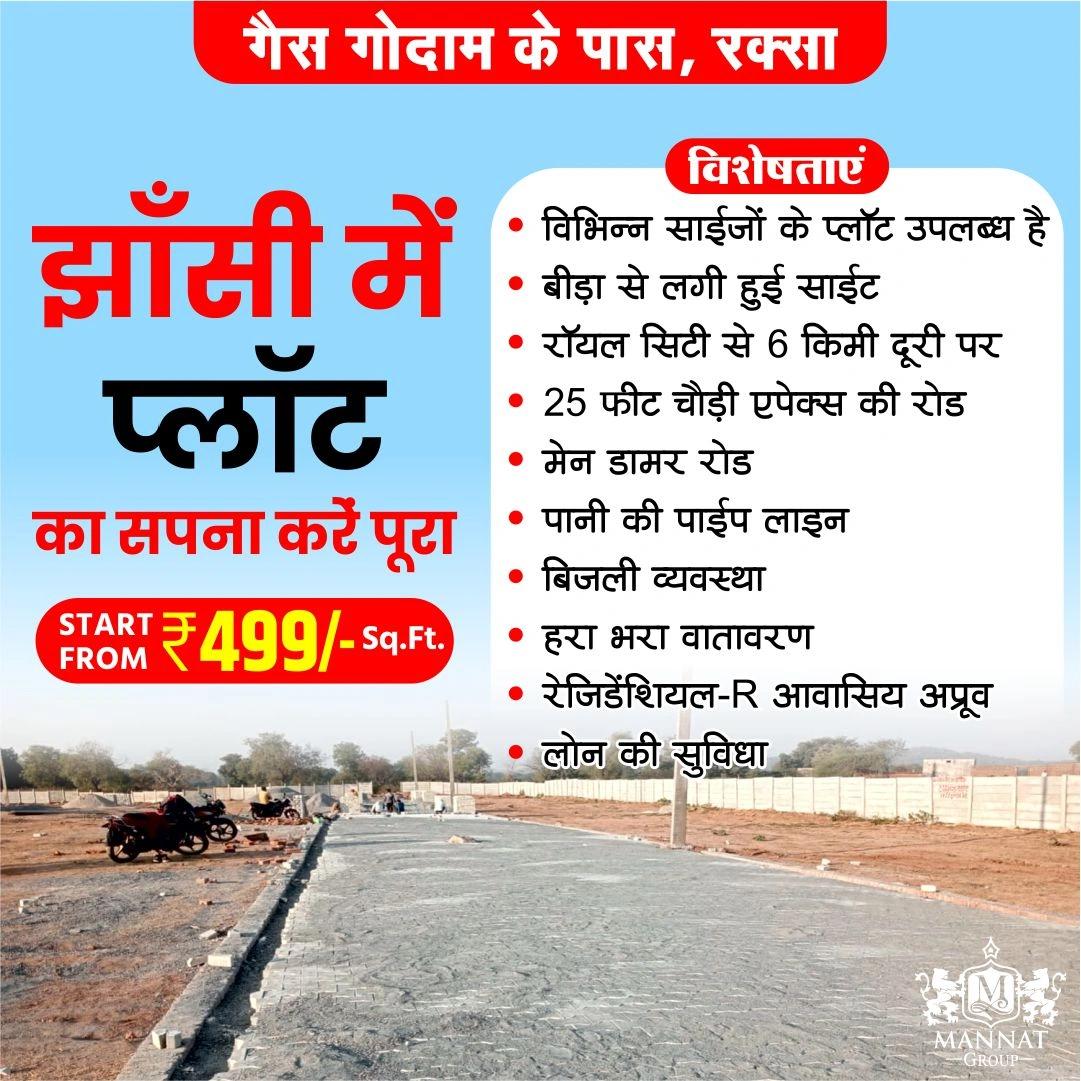 गैस गोदाम के पास, रक्सा
झाँसी में
प्लॉट
का सपना करें पूरा
START FROM ₹499/- Sq.Ft.
विशेषताएं
• विभिन्न साईजों के प्लॉट उपलब्ध है
• बीड़ा से लगी हुई साईट
• रॉयल सिटी से 6 किमी दूरी पर
• 25 फीट चौड़ी एपेक्स की रोड
• मेन डामर रोड
• पानी की पाईप लाइन
• बिजली व्यवस्था
• हरा भरा वातावरण
• रेजिडेंशियल-R आवासिय अप्रूव
• लोन की सुविधा
M
MANNAT
GROUP